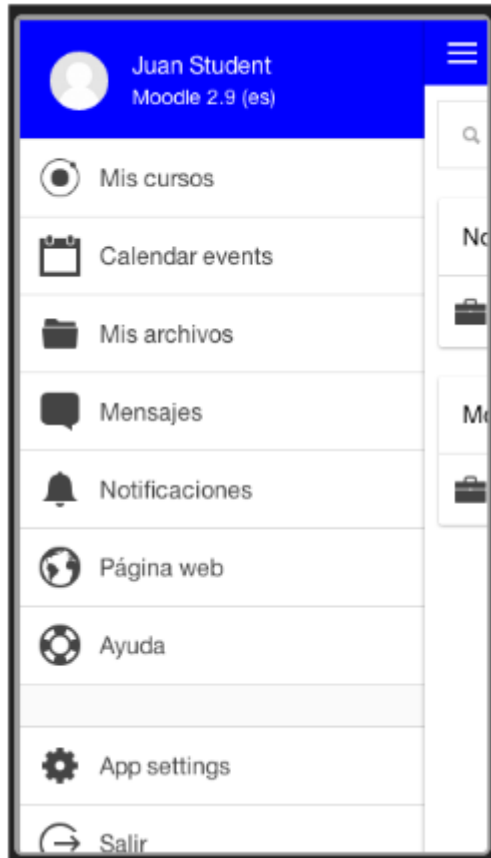 Juan Student
Moodle 2.9 (es)
Mis cursos
Calendar events
Mis archivos
Mensajes
Notificaciones
Página web
Ayuda
App settings
Salir